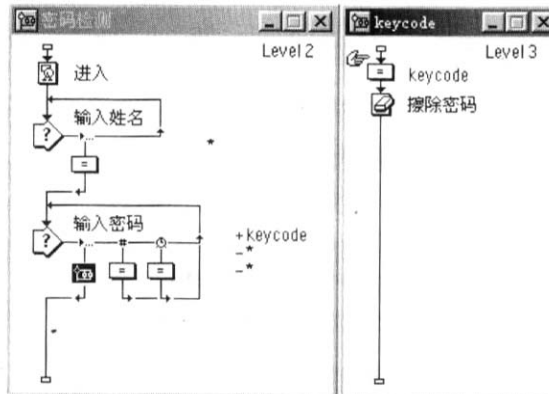 密码检测
Level 2
进入
输入姓名
*
输入密码
+keycode
-*
-*
keycode
Level 3
keycode
擦除密码